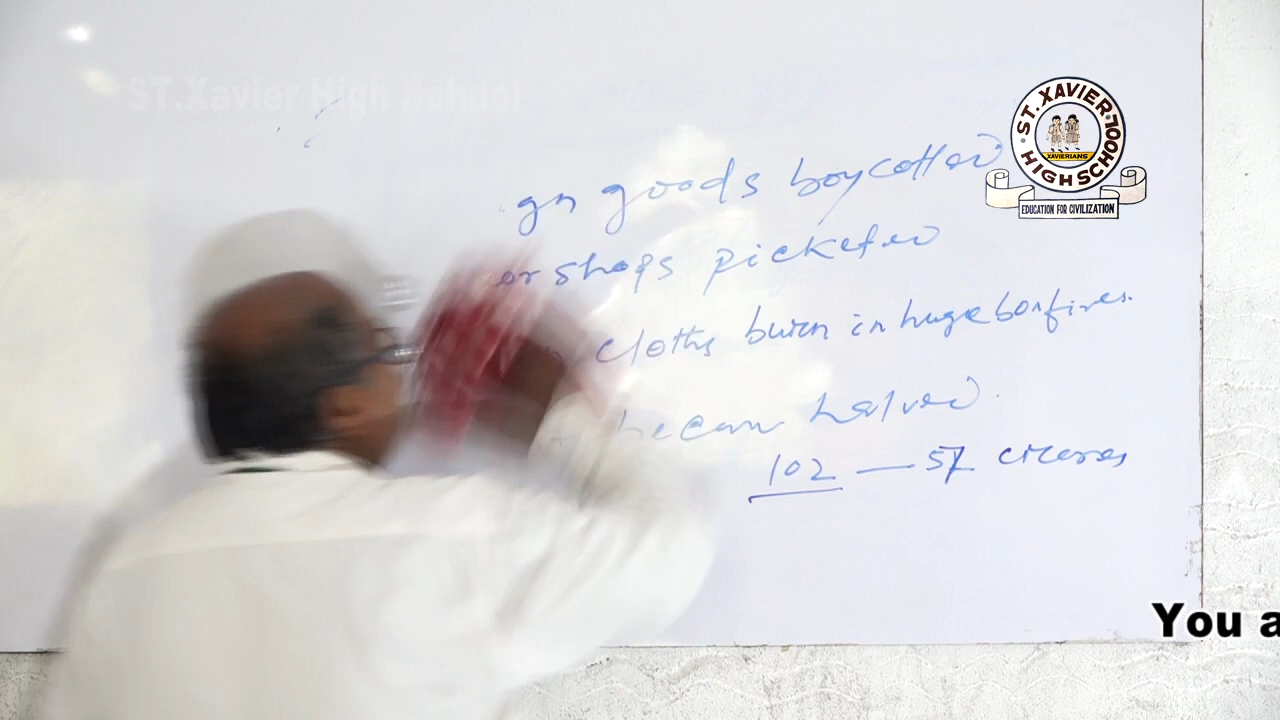 ST.Xavier High School
ST. XAVIER
HIGH SCHOOL
XAVIERIANS
EDUCATION FOR CIVILIZATION
gn goods boycotted
or shops picketed
cloths burn in huge bonfires.
becam halved.
102 — 57 crores
You a